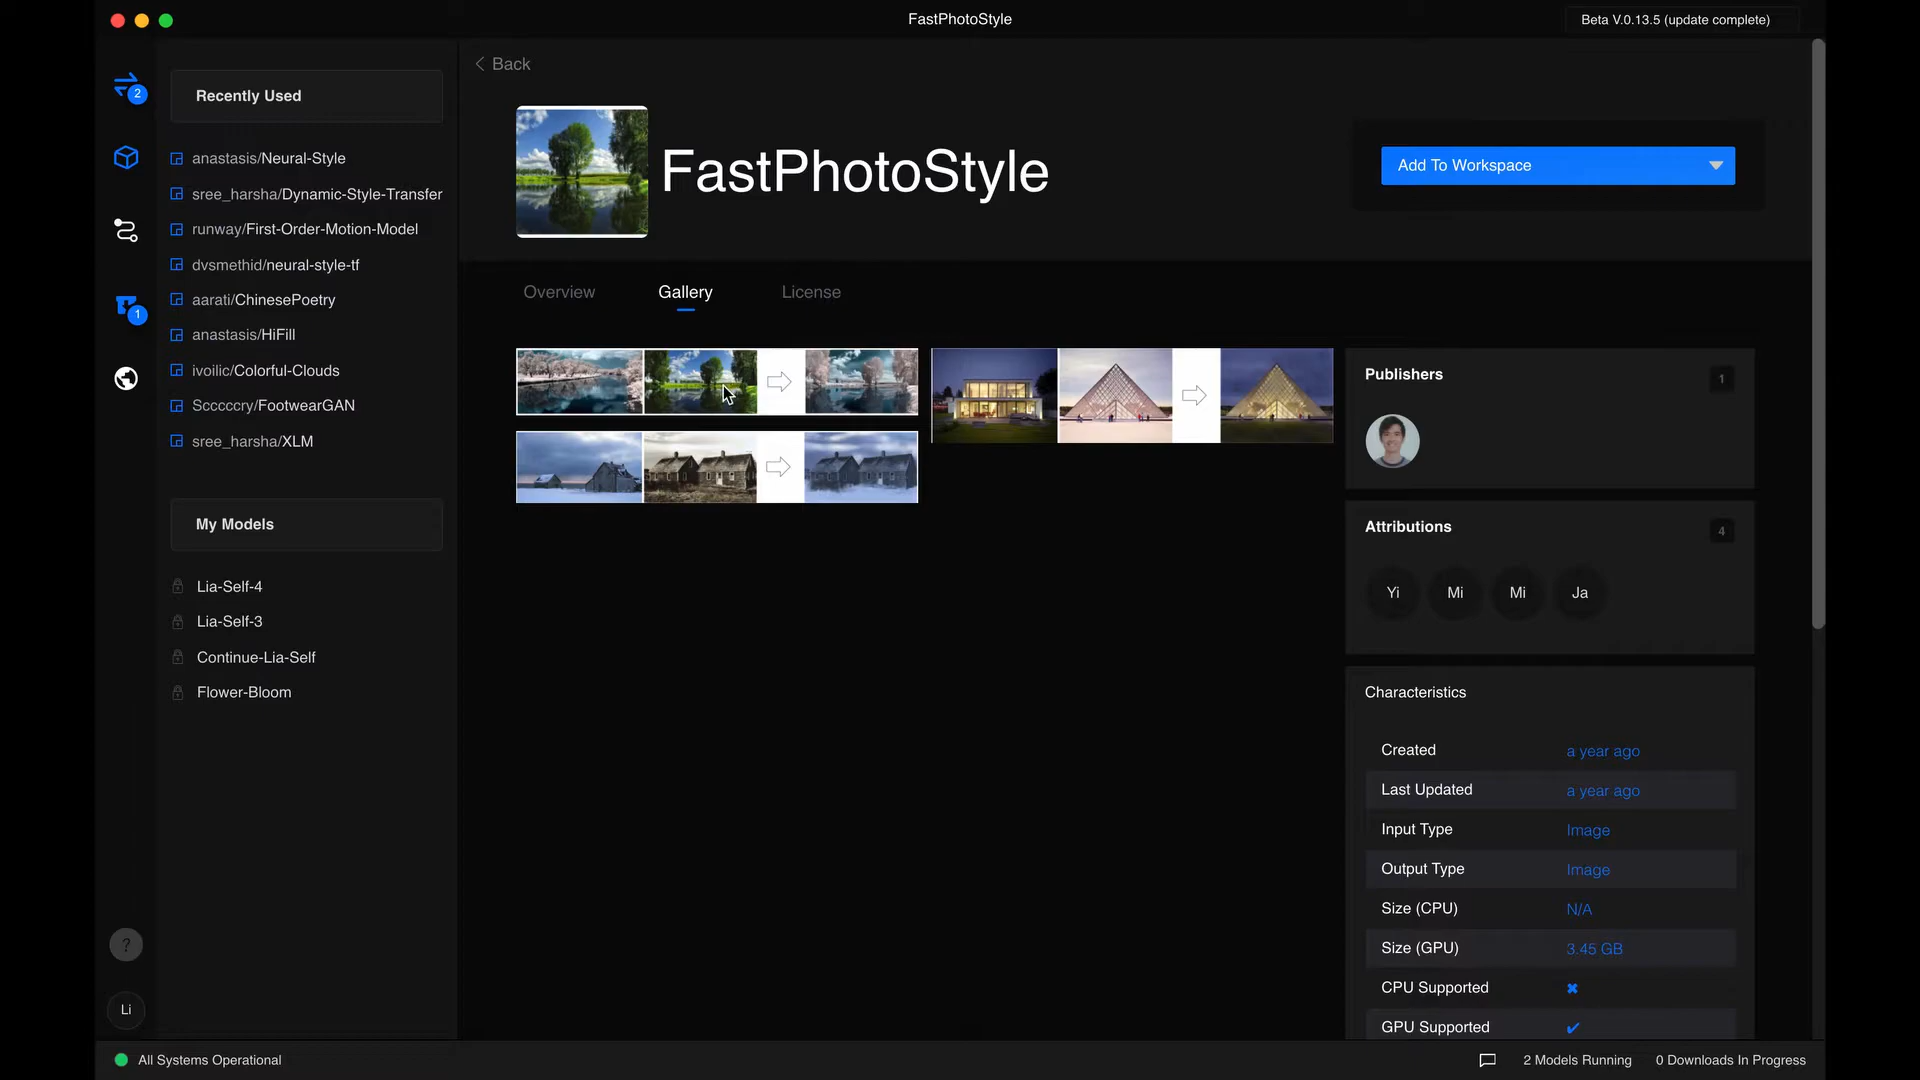 FastPhotoStyle
Beta V.0.13.5 (update complete)
2
1
?
Li
Recently Used
anastasis/Neural-Style
sree_harsha/Dynamic-Style-Transfer
runway/First-Order-Motion-Model
dvsmethid/neural-style-tf
aarati/ChinesePoetry
anastasis/HiFill
ivoilic/Colorful-Clouds
Scccccry/FootwearGAN
sree_harsha/XLM
My Models
Lia-Self-4
Lia-Self-3
Continue-Lia-Self
Flower-Bloom
Back
FastPhotoStyle
Add To Workspace
Overview
Gallery
License
Publishers
1
Attributions
4
Yi
Mi
Mi
Ja
Characteristics
Created a year ago
Last Updated a year ago
Input Type Image
Output Type Image
Size (CPU) N/A
Size (GPU) 3.45 GB
CPU Supported
GPU Supported
All Systems Operational
2 Models Running
0 Downloads In Progress